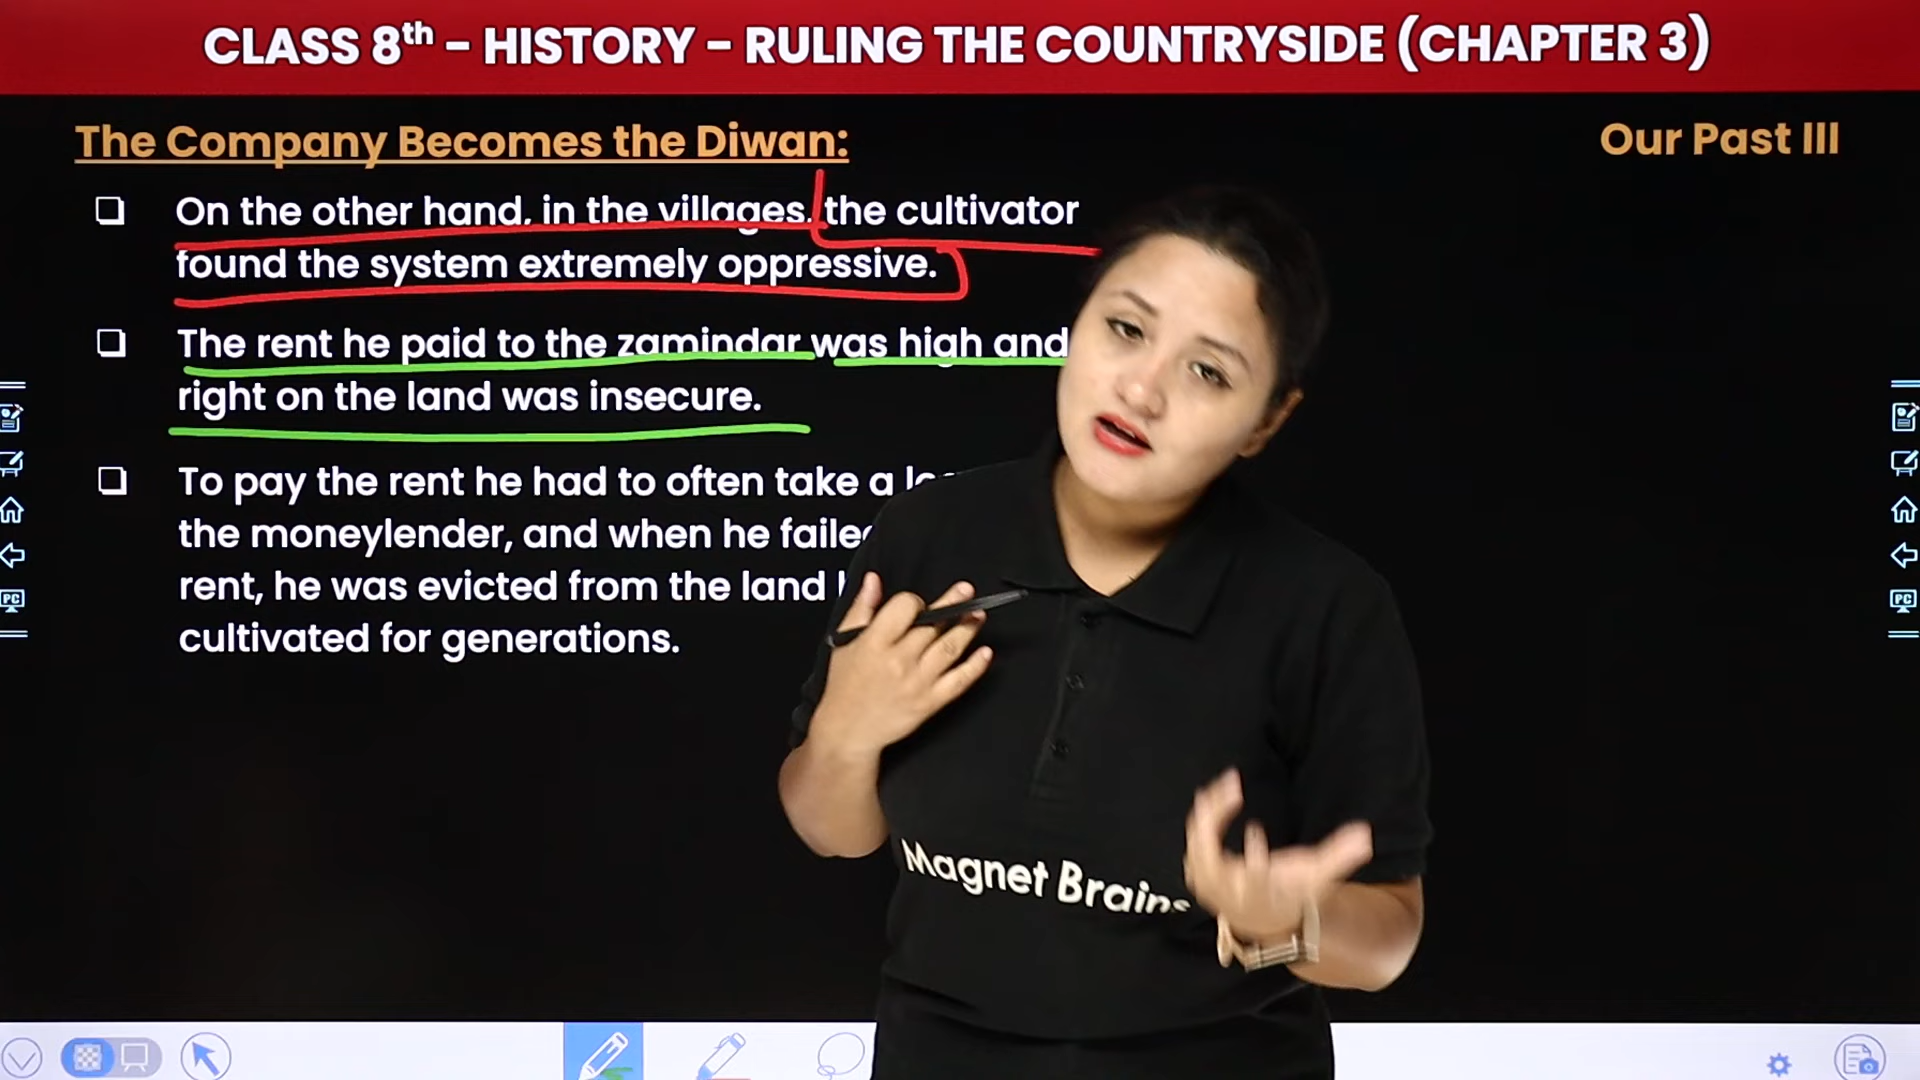 CLASS 8th – HISTORY – RULING THE COUNTRYSIDE (CHAPTER 3)
The Company Becomes the Diwan:
Our Past III
On the other hand, in the villages, the cultivator
found the system extremely oppressive.
The rent he paid to the zamindar was high and
right on the land was insecure.
To pay the rent he had to often take a
the moneylender, and when he
rent, he was evicted from the land
cultivated for generations.
Magnet Brains
PC
PC